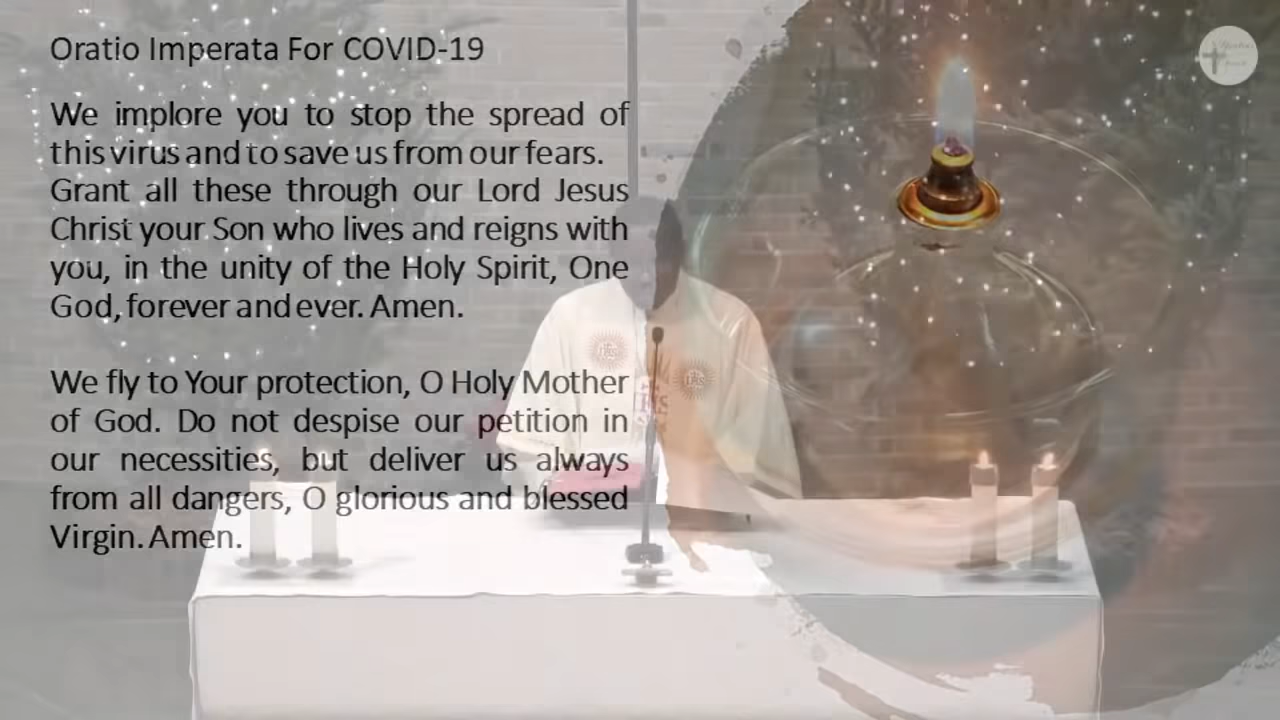 Oratio Imperata For COVID-19
We implore you to stop the spread of
this virus and to save us from our fears.
Grant all these through our Lord Jesus
Christ your Son who lives and reigns with
you, in the unity of the Holy Spirit, One
God, forever and ever. Amen.
We fly to Your protection, O Holy Mother
of God. Do not despise our petition in
our necessities, but deliver us always
from all dangers, O glorious and blessed
Virgin. Amen.